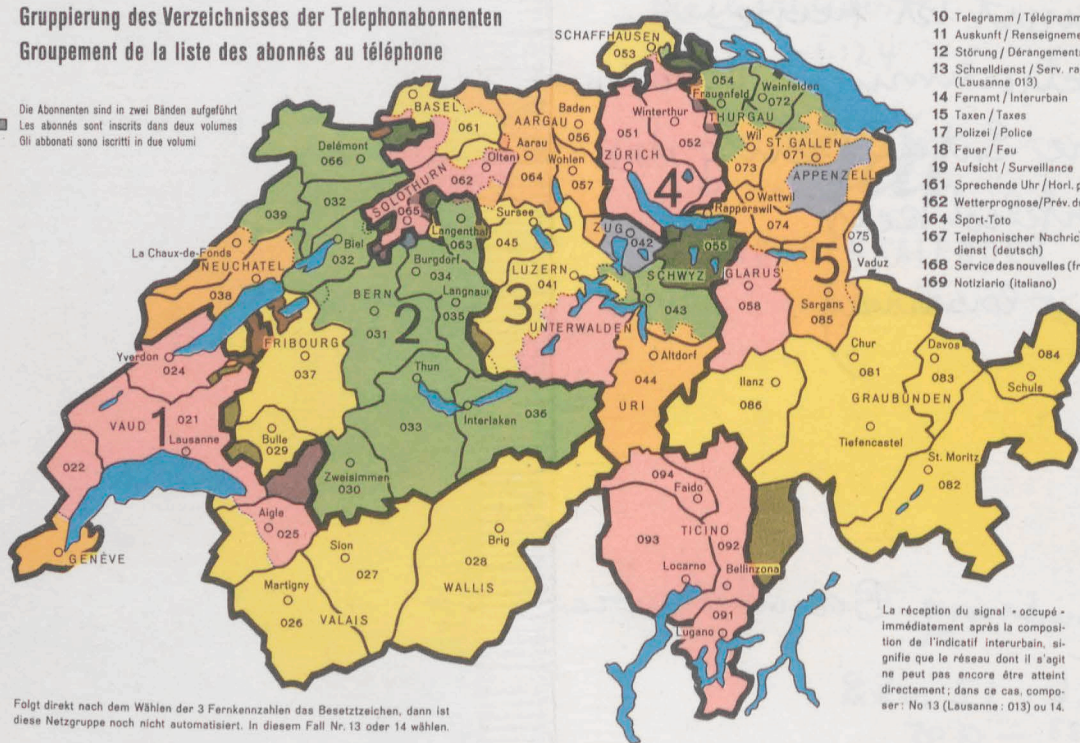 Gruppierung des Verzeichnisses der Telephonabonnenten
Groupement de la liste des abonnés au téléphone
Die Abonnenten sind in zwei Bänden aufgeführt
Les abonnés sont inscrits dans deux volumes
Gli abbonati sono iscritti in due volumi
10 Telegramm / Télégramm
11 Auskunft / Renseigneme
12 Störung / Dérangement
13 Schnelldienst / Serv. ra
(Lausanne 013)
14 Fernamt / Interurbain
15 Taxen / Taxes
17 Polizei / Police
18 Feuer / Feu
19 Aufsicht / Surveillance
161 Sprechende Uhr / Horl. p
162 Wetterprognose / Prév. d
164 Sport-Toto
167 Telephonischer Nachric
dienst (deutsch)
168 Service des nouvelles (fr
169 Notiziario (italiano)
SCHAFFHAUSEN
053
BASEL
061
Delémont
066
AARGAU
Baden
056
Aarau
064
Wohlen
057
Olten
062
SOLOTHURN
065
051
Winterthur
052
ZÜRICH
4
054
Frauenfeld
Weinfelden
072
THURGAU
Wil
073
ST. GALLEN
071
APPENZELL
Wattwil
074
Rapperswil
075
Vaduz
5
Sargans
085
039
032
La Chaux-de-Fonds
NEUCHATEL
038
Biel
032
Langenthal
063
Burgdorf
034
BERN
031
2
Langnau
035
Sursee
045
LUZERN
041
3
ZUG
042
SCHWYZ
055
043
GLARUS
058
UNTERWALDEN
Altdorf
044
URI
Yverdon
024
FRIBOURG
037
Thun
033
Interlaken
036
VAUD
1
021
Lausanne
022
Bulle
029
Zweisimmen
030
GENÈVE
Aigle
025
Sion
027
Martigny
026
VALAIS
Brig
028
WALLIS
094
Faido
TICINO
093
092
Locarno
Bellinzona
091
Lugano
Ilanz
086
Chur
081
Davos
083
084
Schuls
GRAUBÜNDEN
Tiefencastel
St. Moritz
082
Folgt direkt nach dem Wählen der 3 Fernkennzahlen das Besetztzeichen, dann ist
diese Netzgruppe noch nicht automatisiert. In diesem Fall Nr. 13 oder 14 wählen.
La réception du signal - occupé -
immédiatement après la composi-
tion de l'indicatif interurbain, si-
gnifie que le réseau dont il s'agit
ne peut pas encore être atteint
directement; dans ce cas, compo-
ser: No 13 (Lausanne: 013) ou 14.